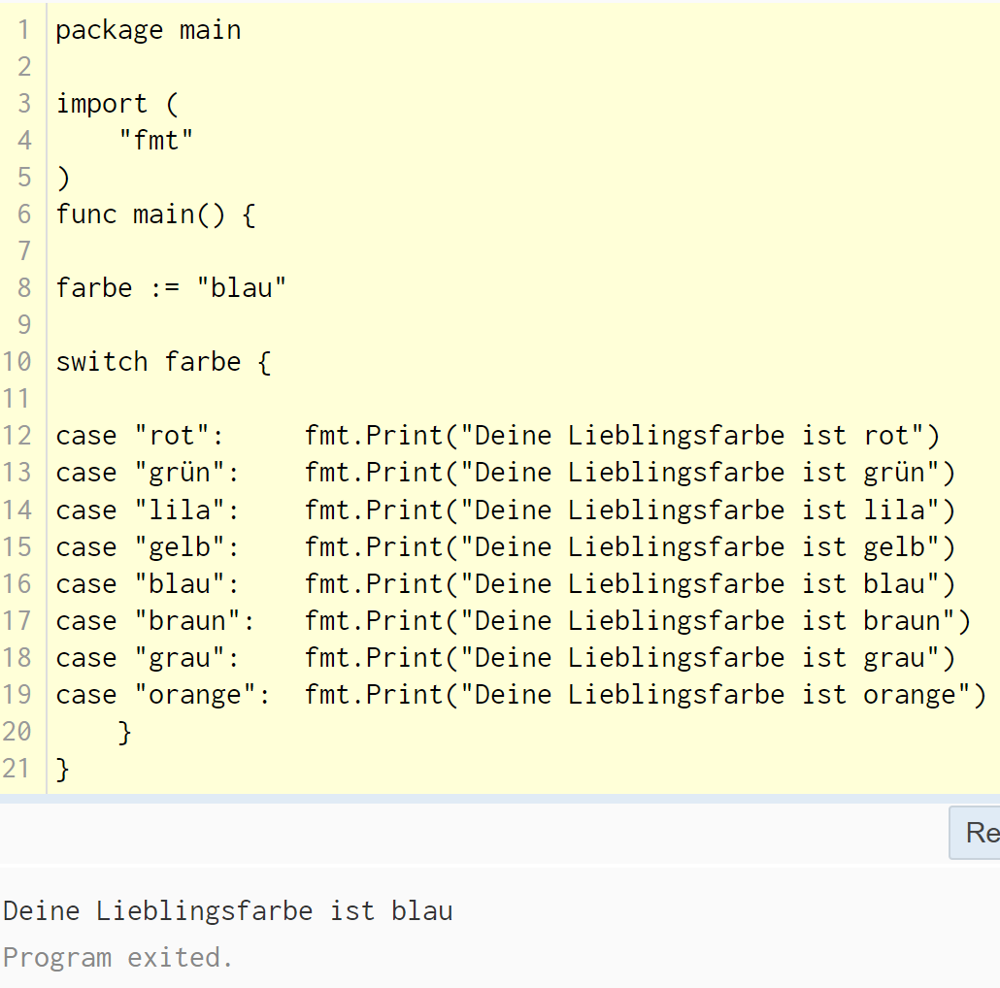 1 package main
2
3 import (
4     "fmt"
5 )
6 func main() {
7
8 farbe := "blau"
9
10 switch farbe {
11
12 case "rot":     fmt.Print("Deine Lieblingsfarbe ist rot")
13 case "grün":    fmt.Print("Deine Lieblingsfarbe ist grün")
14 case "lila":    fmt.Print("Deine Lieblingsfarbe ist lila")
15 case "gelb":    fmt.Print("Deine Lieblingsfarbe ist gelb")
16 case "blau":    fmt.Print("Deine Lieblingsfarbe ist blau")
17 case "braun":   fmt.Print("Deine Lieblingsfarbe ist braun")
18 case "grau":    fmt.Print("Deine Lieblingsfarbe ist grau")
19 case "orange":  fmt.Print("Deine Lieblingsfarbe ist orange")
20     }
21 }
Re
Deine Lieblingsfarbe ist blau
Program exited.